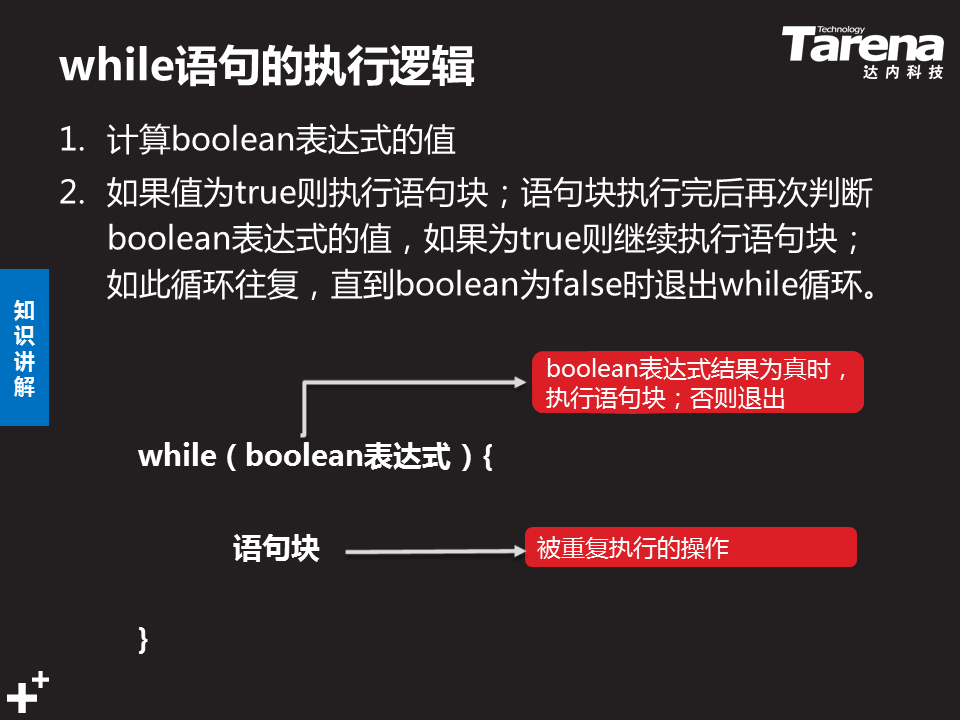 while语句的执行逻辑
Technology
Tarena
达内科技
1. 计算boolean表达式的值
2. 如果值为true则执行语句块；语句块执行完后再次判断
boolean表达式的值，如果为true则继续执行语句块；
如此循环往复，直到boolean为false时退出while循环。
知
识
讲
解
boolean表达式结果为真时，
执行语句块；否则退出
while（boolean表达式）{
语句块
被重复执行的操作
}